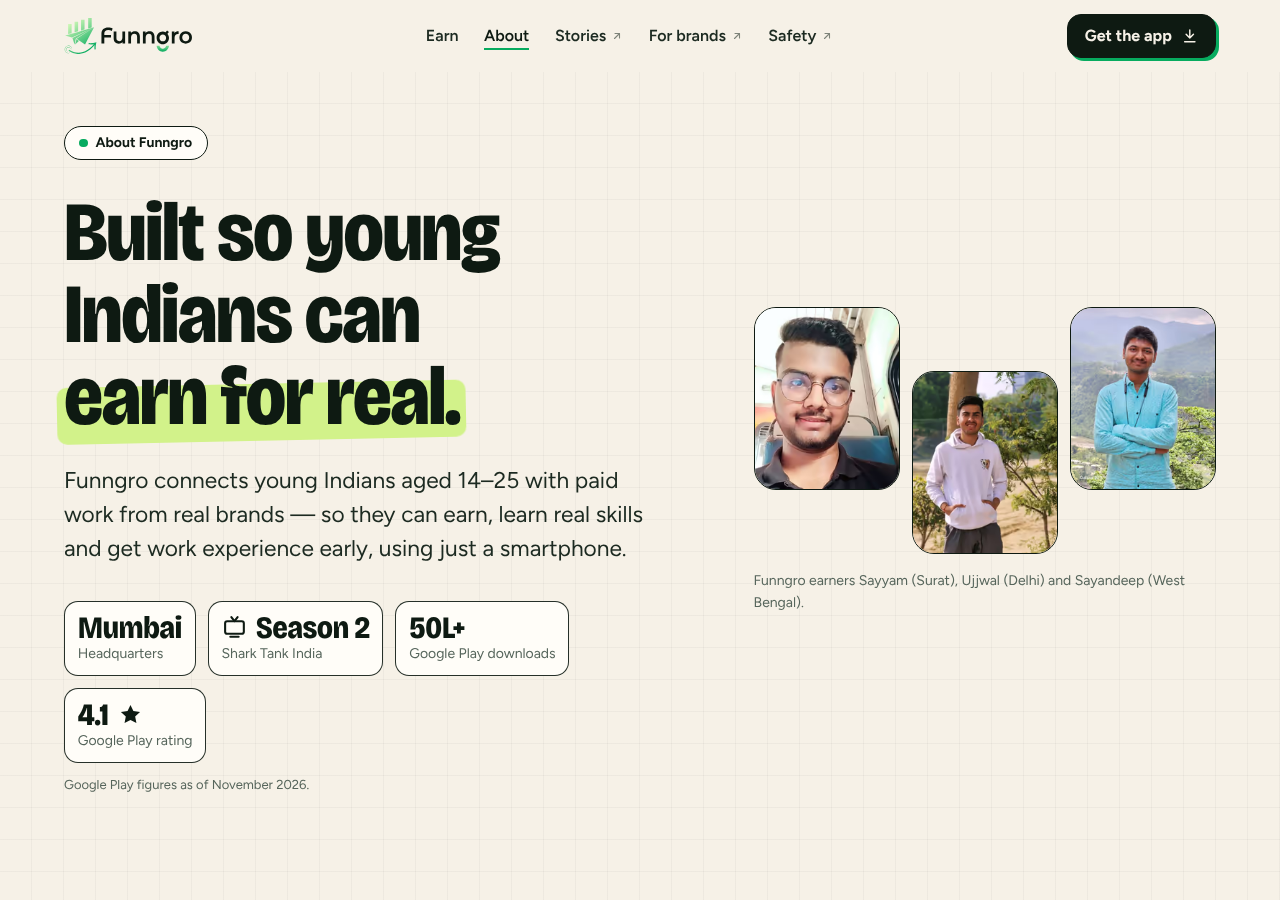 Funngro
Earn
About
Stories ↗
For brands ↗
Safety ↗
Get the app
About Funngro
Built so young
Indians can
earn for real.
Funngro connects young Indians aged 14–25 with paid
work from real brands — so they can earn, learn real skills
and get work experience early, using just a smartphone.
Funngro earners Sayyam (Surat), Ujjwal (Delhi) and Sayandeep (West
Bengal).
Mumbai
Headquarters
Season 2
Shark Tank India
50L+
Google Play downloads
4.1 ★
Google Play rating
Google Play figures as of November 2026.